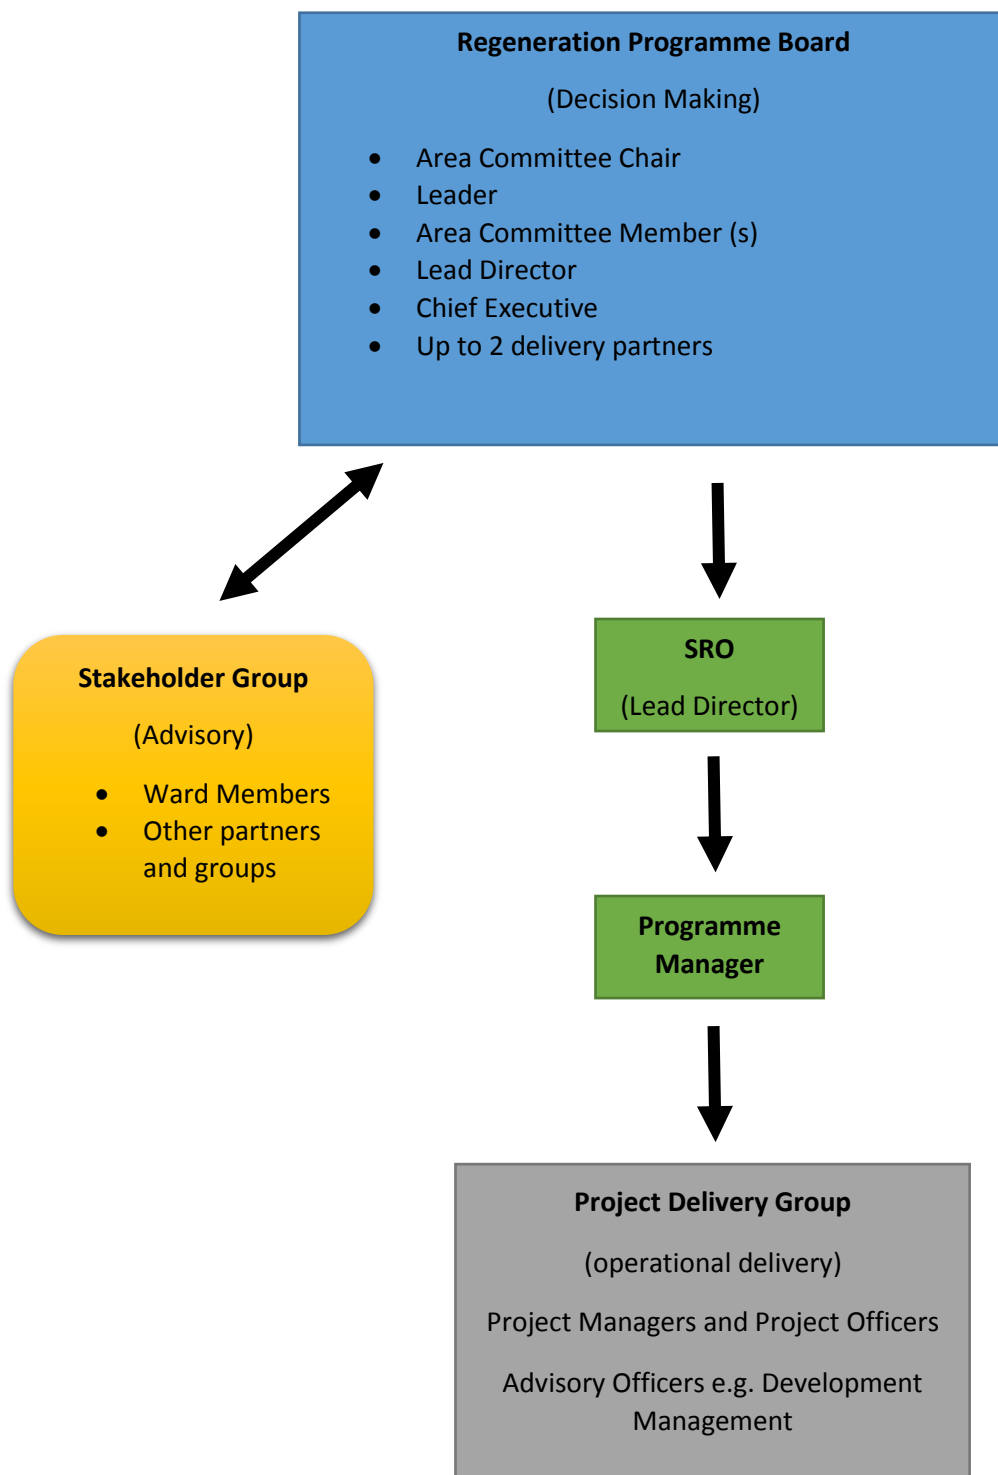 Regeneration Programme Board
(Decision Making)
• Area Committee Chair
• Leader
• Area Committee Member (s)
• Lead Director
• Chief Executive
• Up to 2 delivery partners
Stakeholder Group
(Advisory)
• Ward Members
• Other partners
and groups
SRO
(Lead Director)
Programme
Manager
Project Delivery Group
(operational delivery)
Project Managers and Project Officers
Advisory Officers e.g. Development
Management